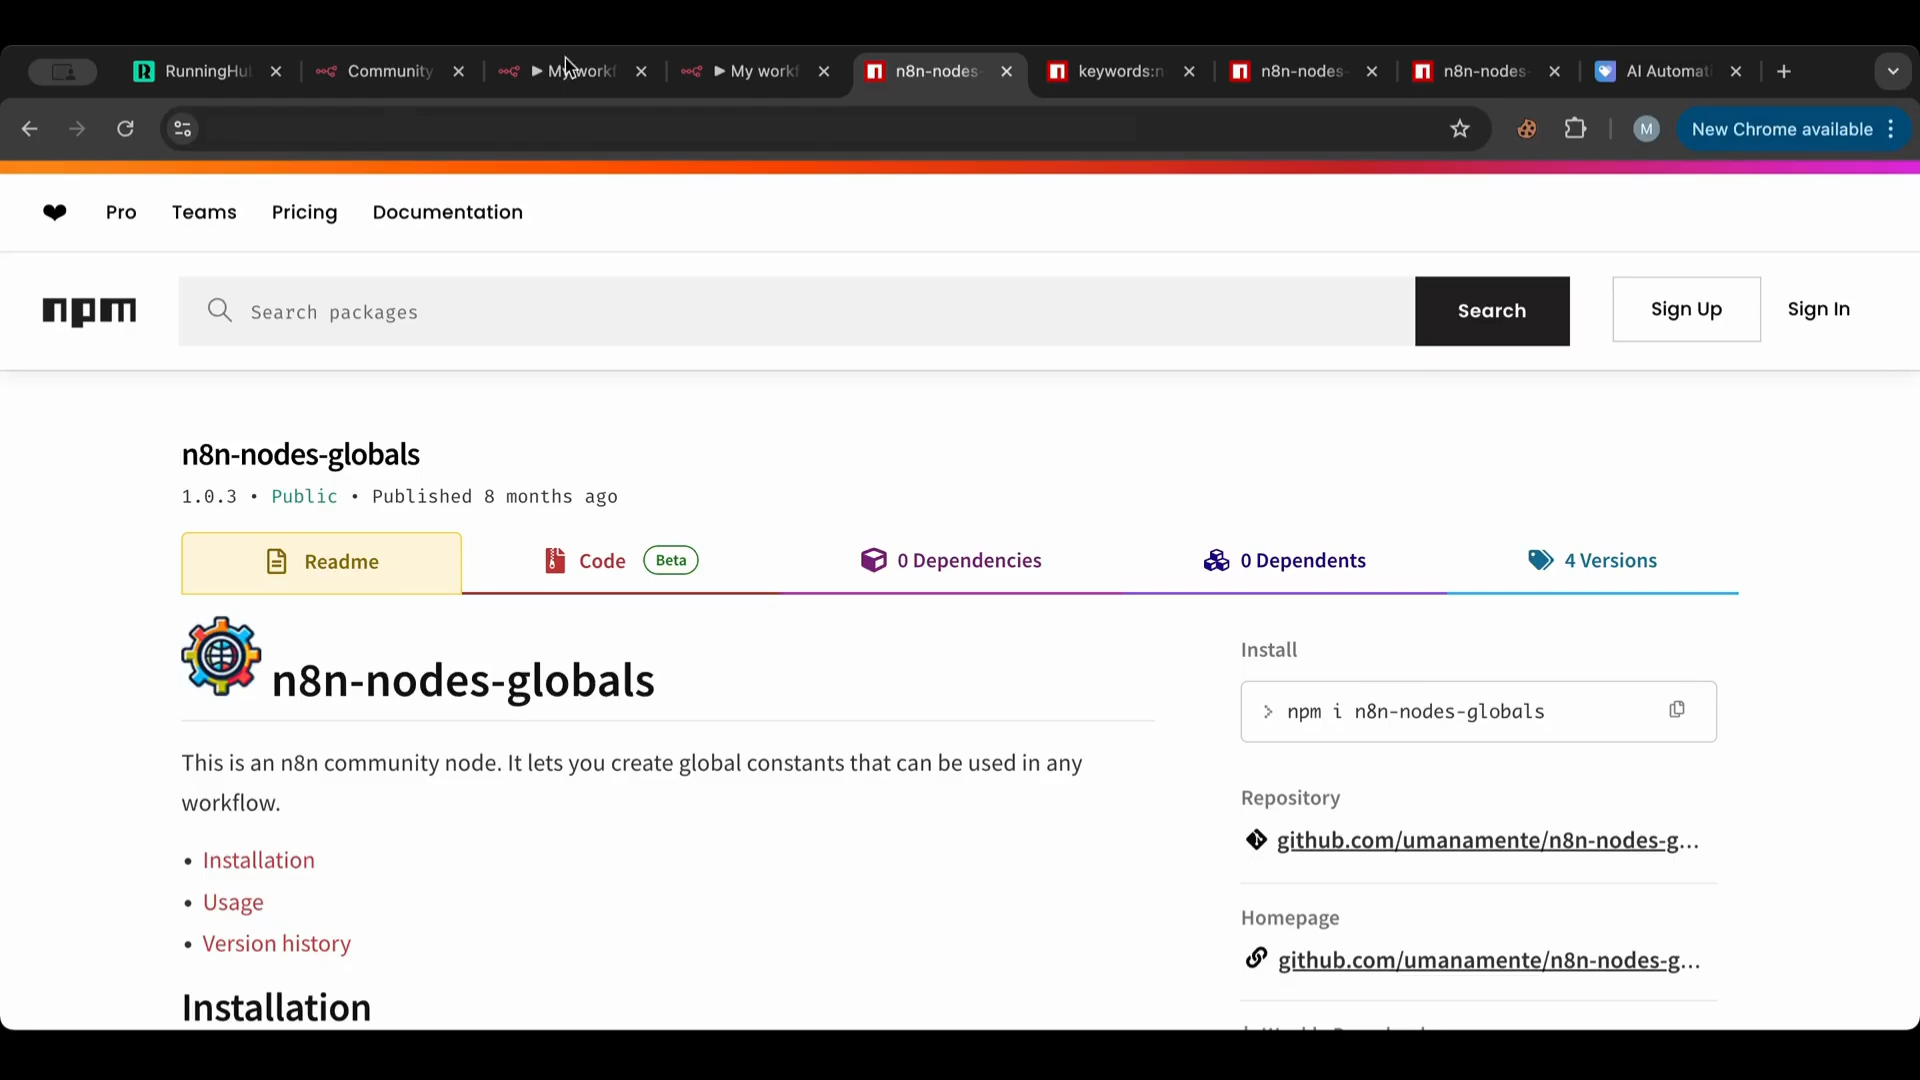 RunningHu
Community
My workf
My workf
n8n-nodes-
keywords:n
n8n-nodes-
n8n-nodes-
AI Automat
M
New Chrome available
Pro
Teams
Pricing
Documentation
npm
Search packages
Search
Sign Up
Sign In
n8n-nodes-globals
1.0.3 • Public • Published 8 months ago
Readme
Code
Beta
0 Dependencies
0 Dependents
4 Versions
n8n-nodes-globals
This is an n8n community node. It lets you create global constants that can be used in any
workflow.
• Installation
• Usage
• Version history
Installation
Install
> npm i n8n-nodes-globals
Repository
github.com/umanamente/n8n-nodes-g...
Homepage
github.com/umanamente/n8n-nodes-g...